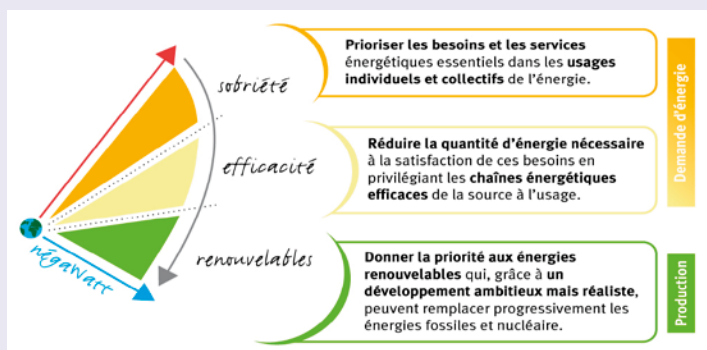 Prioriser les besoins et les services
énergétiques essentiels dans les usages
individuels et collectifs de l'énergie.
sobriété
Demande d'énergie
Réduire la quantité d'énergie nécessaire
à la satisfaction de ces besoins en
privilégiant les chaînes énergétiques
efficaces de la source à l'usage.
efficacité
négaWatt
renouvelables
Donner la priorité aux énergies
renouvelables qui, grâce à un
développement ambitieux mais réaliste,
peuvent remplacer progressivement les
énergies fossiles et nucléaire.
Production